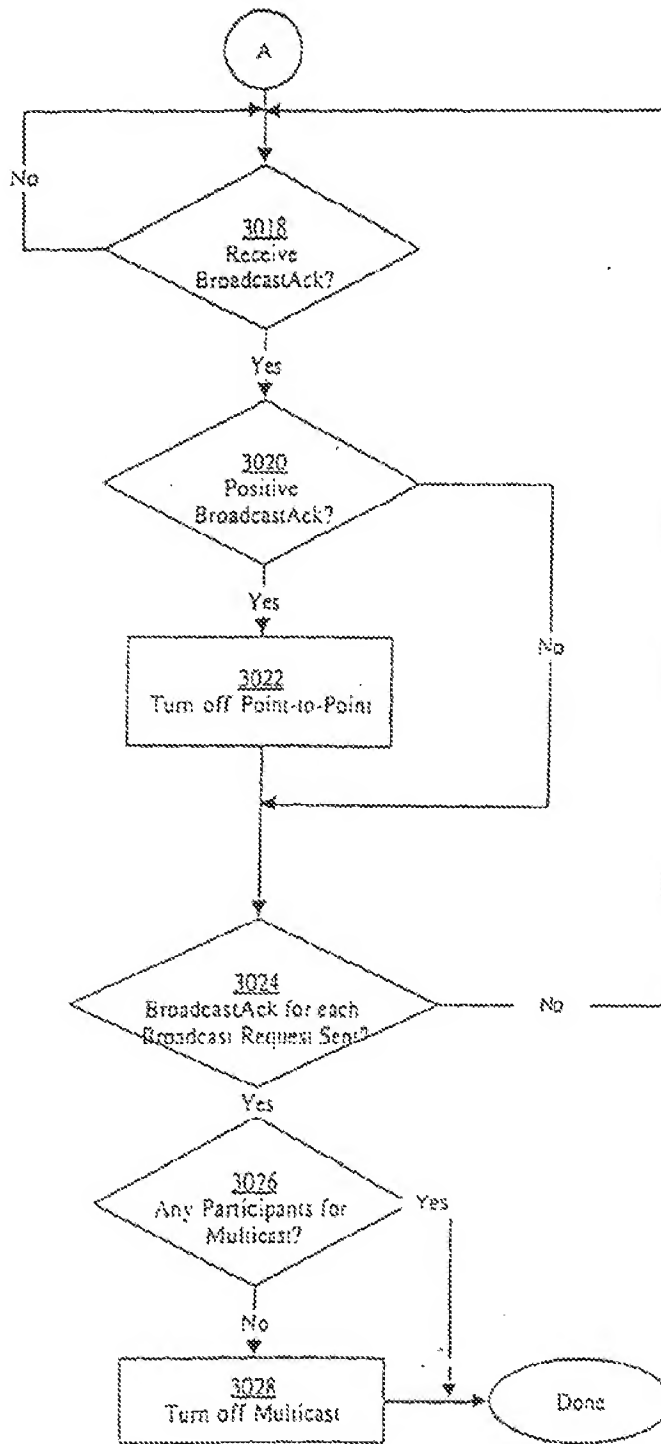 A
No
3018
Receive
BroadcastAck?
Yes
3020
Positive
BroadcastAck?
Yes
No
3022
Turn off Point-to-Point
3024
BroadcastAck for each
Broadcast Request Sent?
No
Yes
3026
Any Participants for
Multicast?
Yes
No
3028
Turn off Multicast
Done